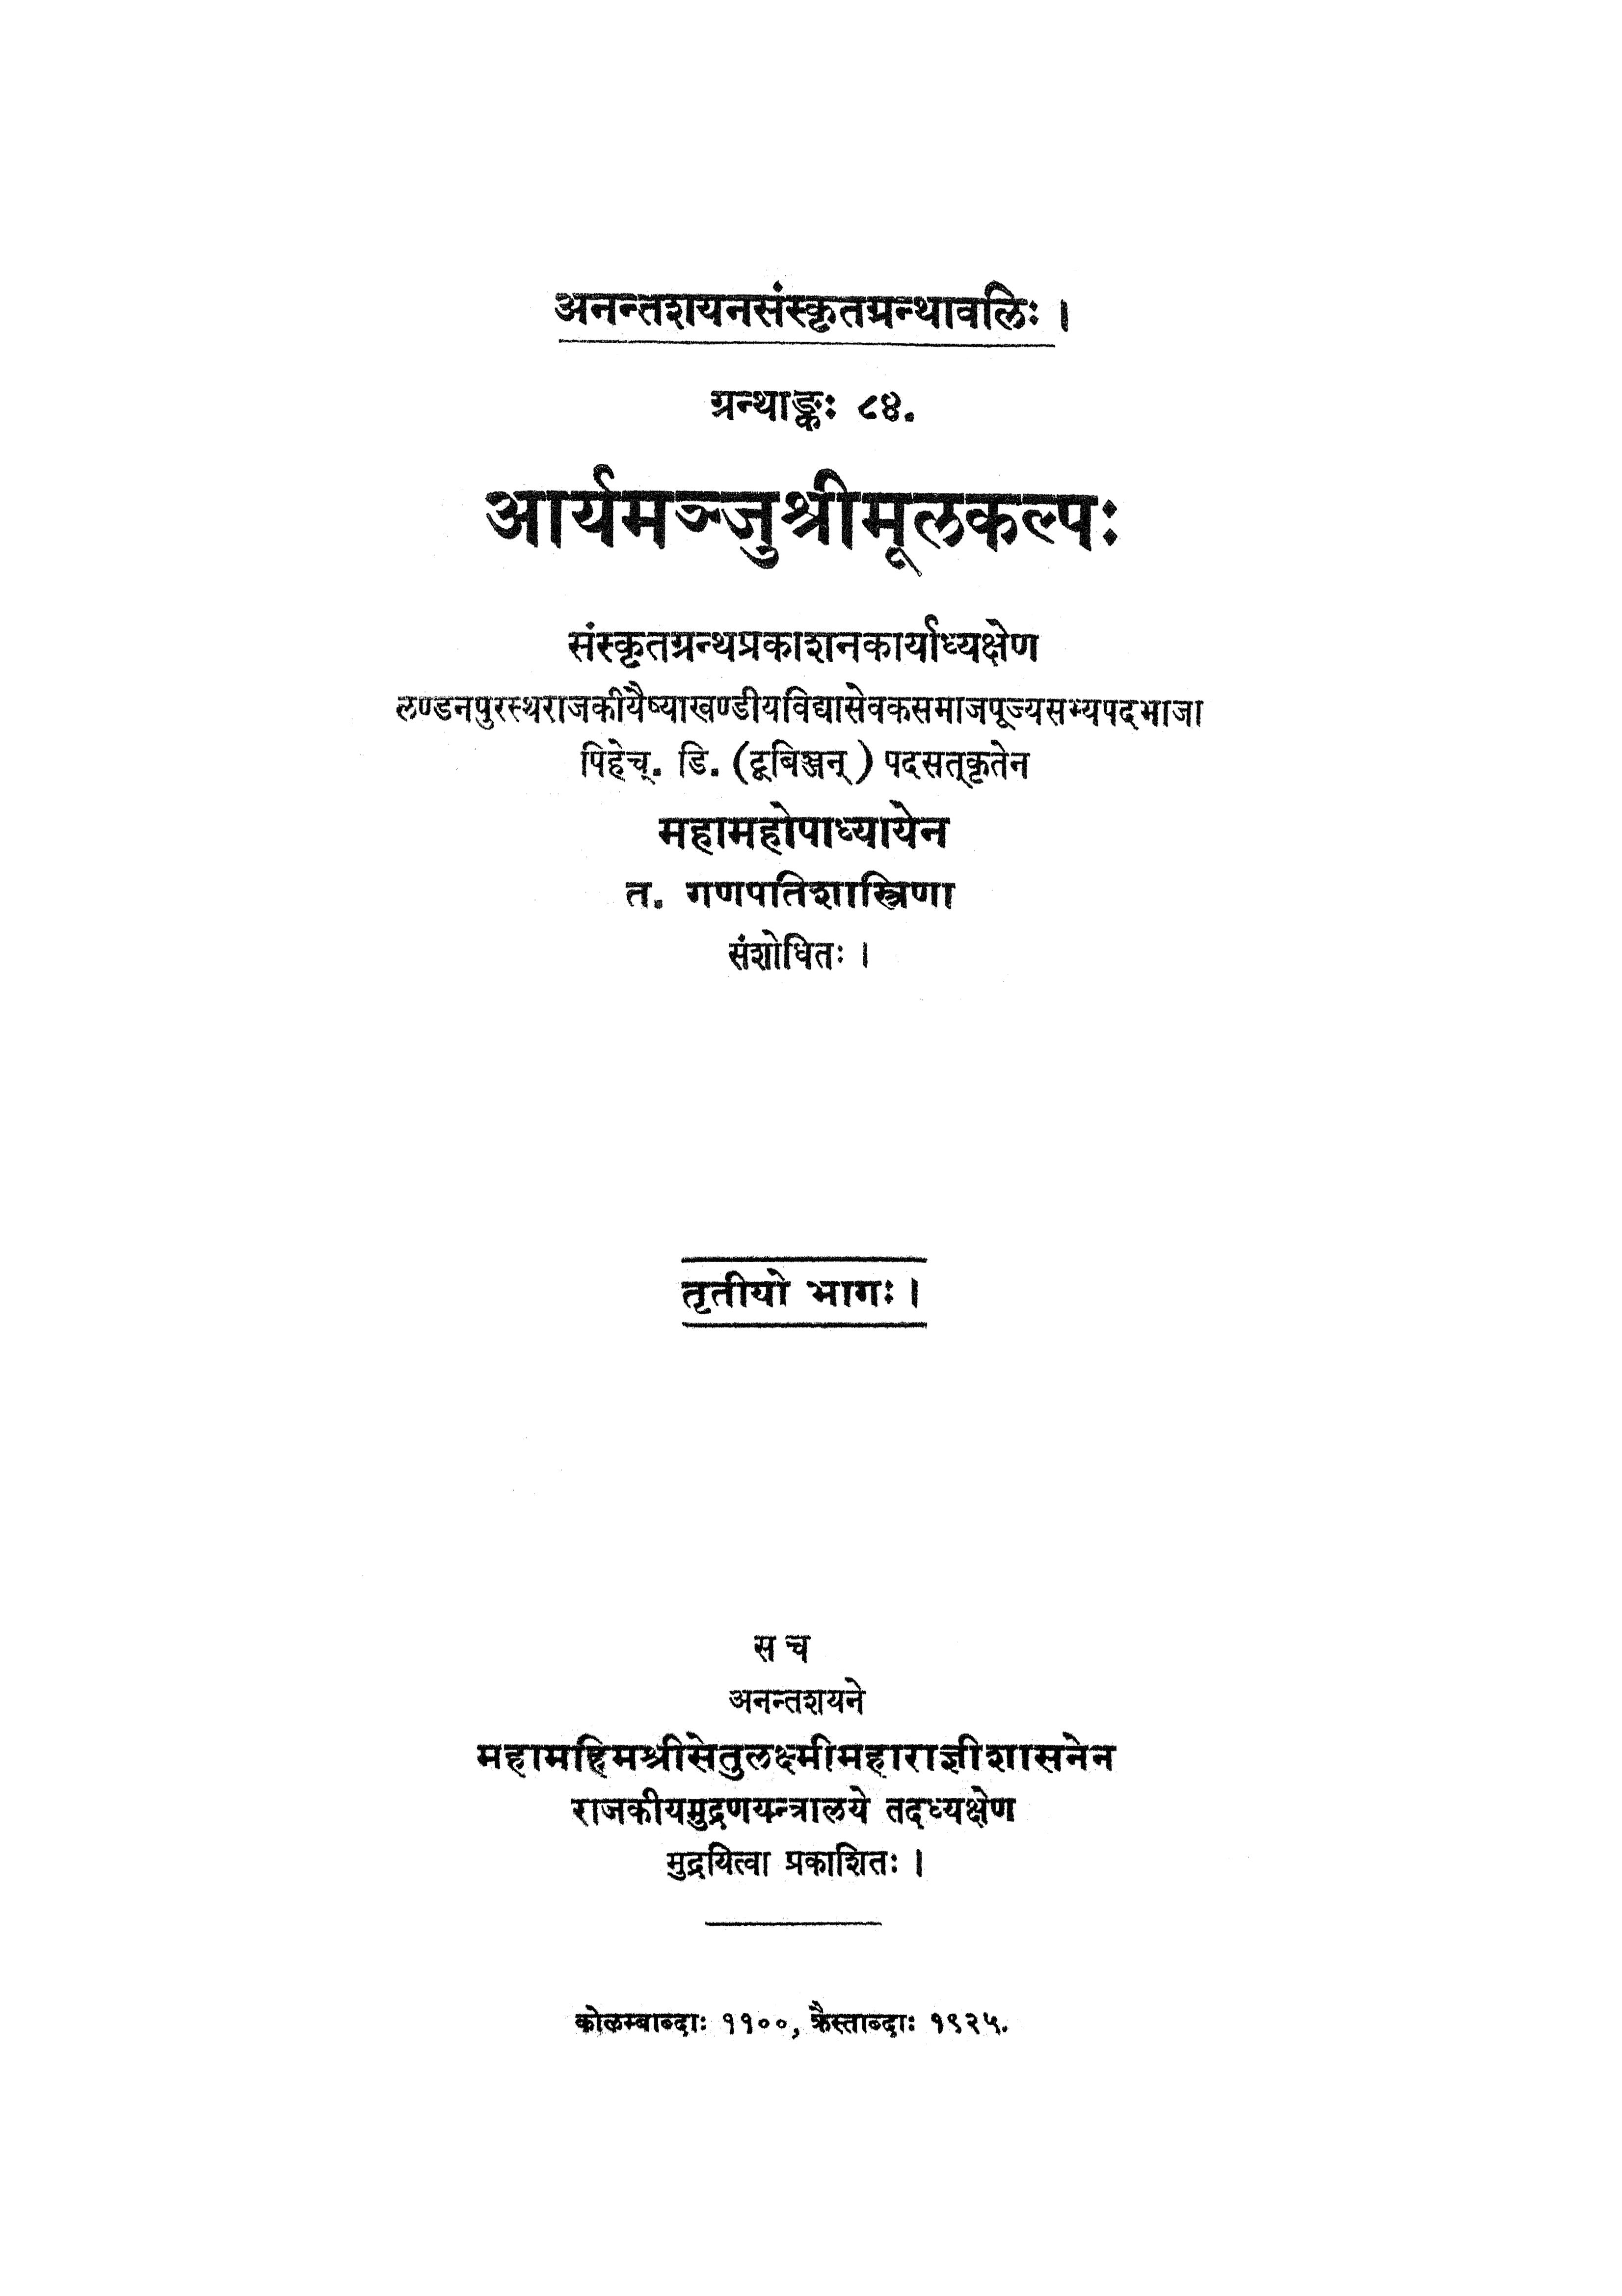 अनन्तशयनसंस्कृतग्रन्थावलिः ।
ग्रन्थाङ्कः ८४.
आर्यमञ्जुश्रीमूलकल्पः
संस्कृतग्रन्थप्रकाशनकार्याध्यक्षेण
लण्डनपुरस्थराजकीयैष्याखण्डीयविद्यासेवकसमाजपूज्यसभ्यपदभाजा
पिहेच्. डि. (टूबिञ्जन्) पदसत्कृतेन
महामहोपाध्यायेन
त. गणपतिशास्त्रिणा
संशोधितः ।
तृतीयो भागः ।
स च
अनन्तशयने
महामहिमश्रीसेतुलक्ष्मीमहाराज्ञीशासनेन
राजकीयमुद्रणयन्त्रालये तदध्यक्षेण
मुद्रयित्वा प्रकाशितः ।
कोलम्बाब्दाः ११००, क्रैस्ताब्दाः १९२५.